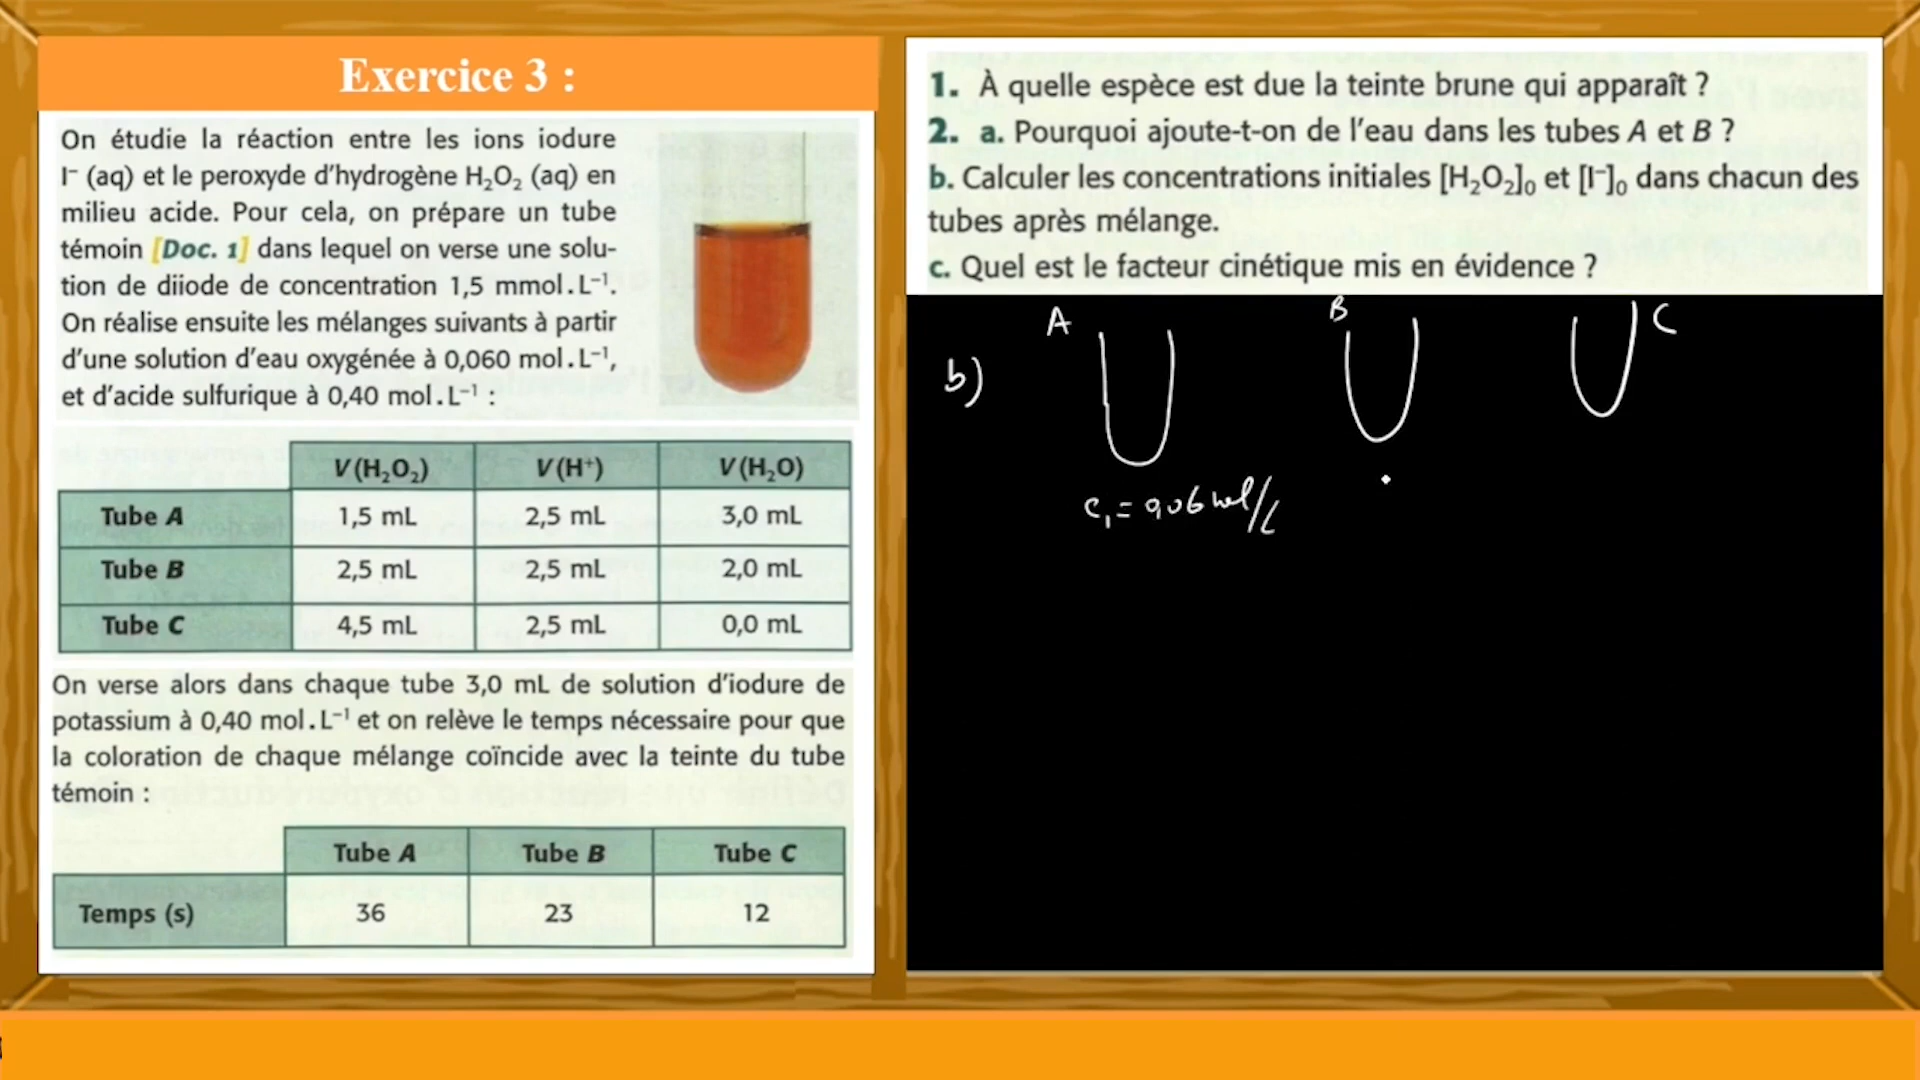 Exercice 3 :
On étudie la réaction entre les ions iodure
I⁻ (aq) et le peroxyde d'hydrogène H₂O₂ (aq) en
milieu acide. Pour cela, on prépare un tube
témoin [Doc. 1] dans lequel on verse une solu-
tion de diiode de concentration 1,5 mmol.L⁻¹.
On réalise ensuite les mélanges suivants à partir
d'une solution d'eau oxygénée à 0,060 mol.L⁻¹,
et d'acide sulfurique à 0,40 mol.L⁻¹ :
V(H₂O₂) V(H⁺) V(H₂O)
Tube A 1,5 mL 2,5 mL 3,0 mL
Tube B 2,5 mL 2,5 mL 2,0 mL
Tube C 4,5 mL 2,5 mL 0,0 mL
On verse alors dans chaque tube 3,0 mL de solution d'iodure de
potassium à 0,40 mol.L⁻¹ et on relève le temps nécessaire pour que
la coloration de chaque mélange coïncide avec la teinte du tube
témoin :
Tube A Tube B Tube C
Temps (s) 36 23 12
1. À quelle espèce est due la teinte brune qui apparaît ?
2. a. Pourquoi ajoute-t-on de l'eau dans les tubes A et B ?
b. Calculer les concentrations initiales [H₂O₂]₀ et [I⁻]₀ dans chacun des
tubes après mélange.
c. Quel est le facteur cinétique mis en évidence ?
A B C
b)
c₁ = 0,06 mol/L